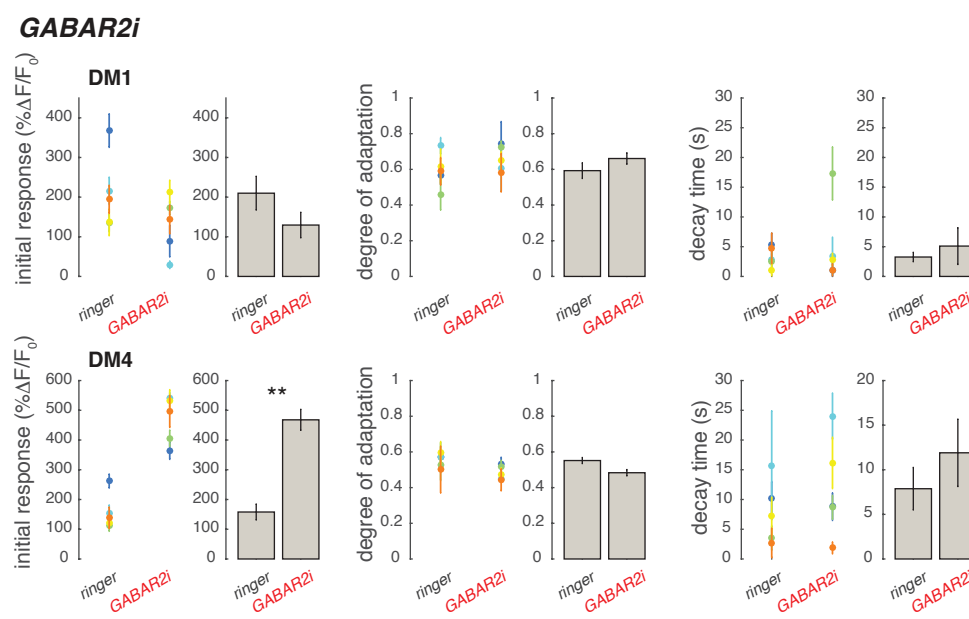 GABAR2i
DM1
initial response (%ΔF/F0)
400
300
200
100
0
ringer
GABAR2i
400
300
200
100
0
ringer
GABAR2i
degree of adaptation
1
0.8
0.6
0.4
0.2
0
ringer
GABAR2i
1
0.8
0.6
0.4
0.2
0
ringer
GABAR2i
decay time (s)
30
25
20
15
10
5
0
ringer
GABAR2i
30
25
20
15
10
5
0
ringer
GABAR2i
DM4
initial response (%ΔF/F0)
600
500
400
300
200
100
0
ringer
GABAR2i
600
500
400
300
200
100
0
**
ringer
GABAR2i
degree of adaptation
1
0.8
0.6
0.4
0.2
0
ringer
GABAR2i
1
0.8
0.6
0.4
0.2
0
ringer
GABAR2i
decay time (s)
30
25
20
15
10
5
0
ringer
GABAR2i
20
15
10
5
0
ringer
GABAR2i